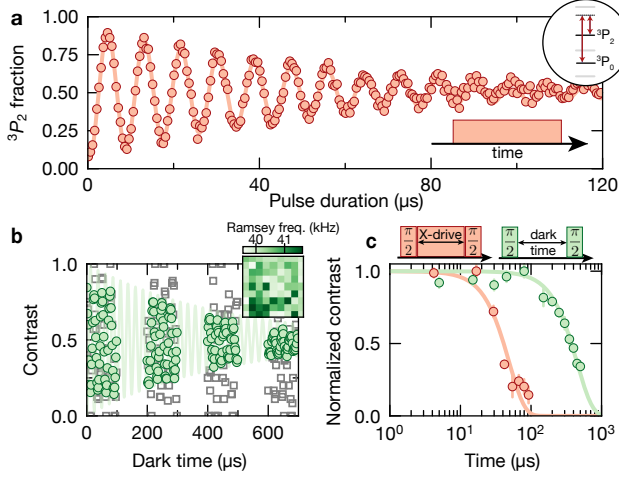 a
³P₂ fraction
1.00
0.75
0.50
0.25
0.00
³P₂
³P₀
time
0 20 40 60 80 100 120
Pulse duration (µs)
b
Ramsey freq. (kHz)
40 41
Contrast
1.0
0.5
0.0
0 200 400 600
Dark time (µs)
c
π/2 X-drive π/2
π/2 dark time π/2
Normalized contrast
1.0
0.5
0.0
10⁰ 10¹ 10² 10³
Time (µs)